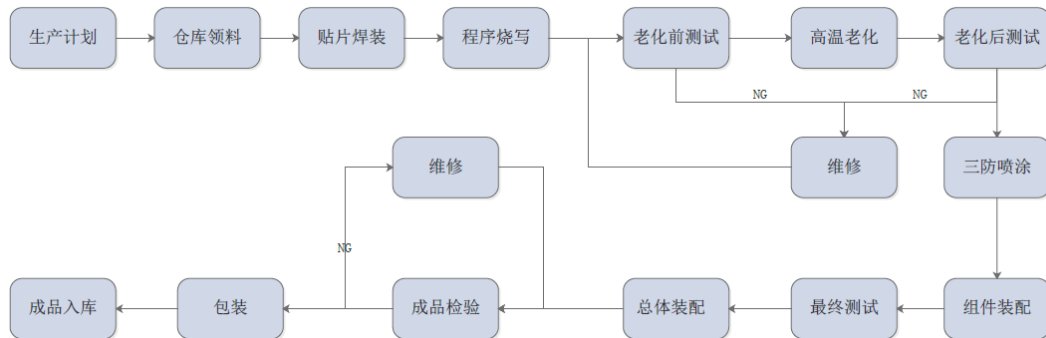 生产计划
仓库领料
贴片焊装
程序烧写
老化前测试
高温老化
老化后测试
NG
NG
维修
维修
三防喷涂
NG
成品入库
包装
成品检验
总体装配
最终测试
组件装配